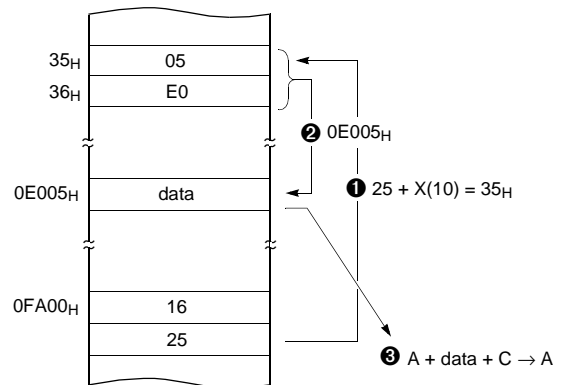 35H 05
36H E0
❷ 0E005H
0E005H data
❶ 25 + X(10) = 35H
0FA00H 16
25
❸ A + data + C → A